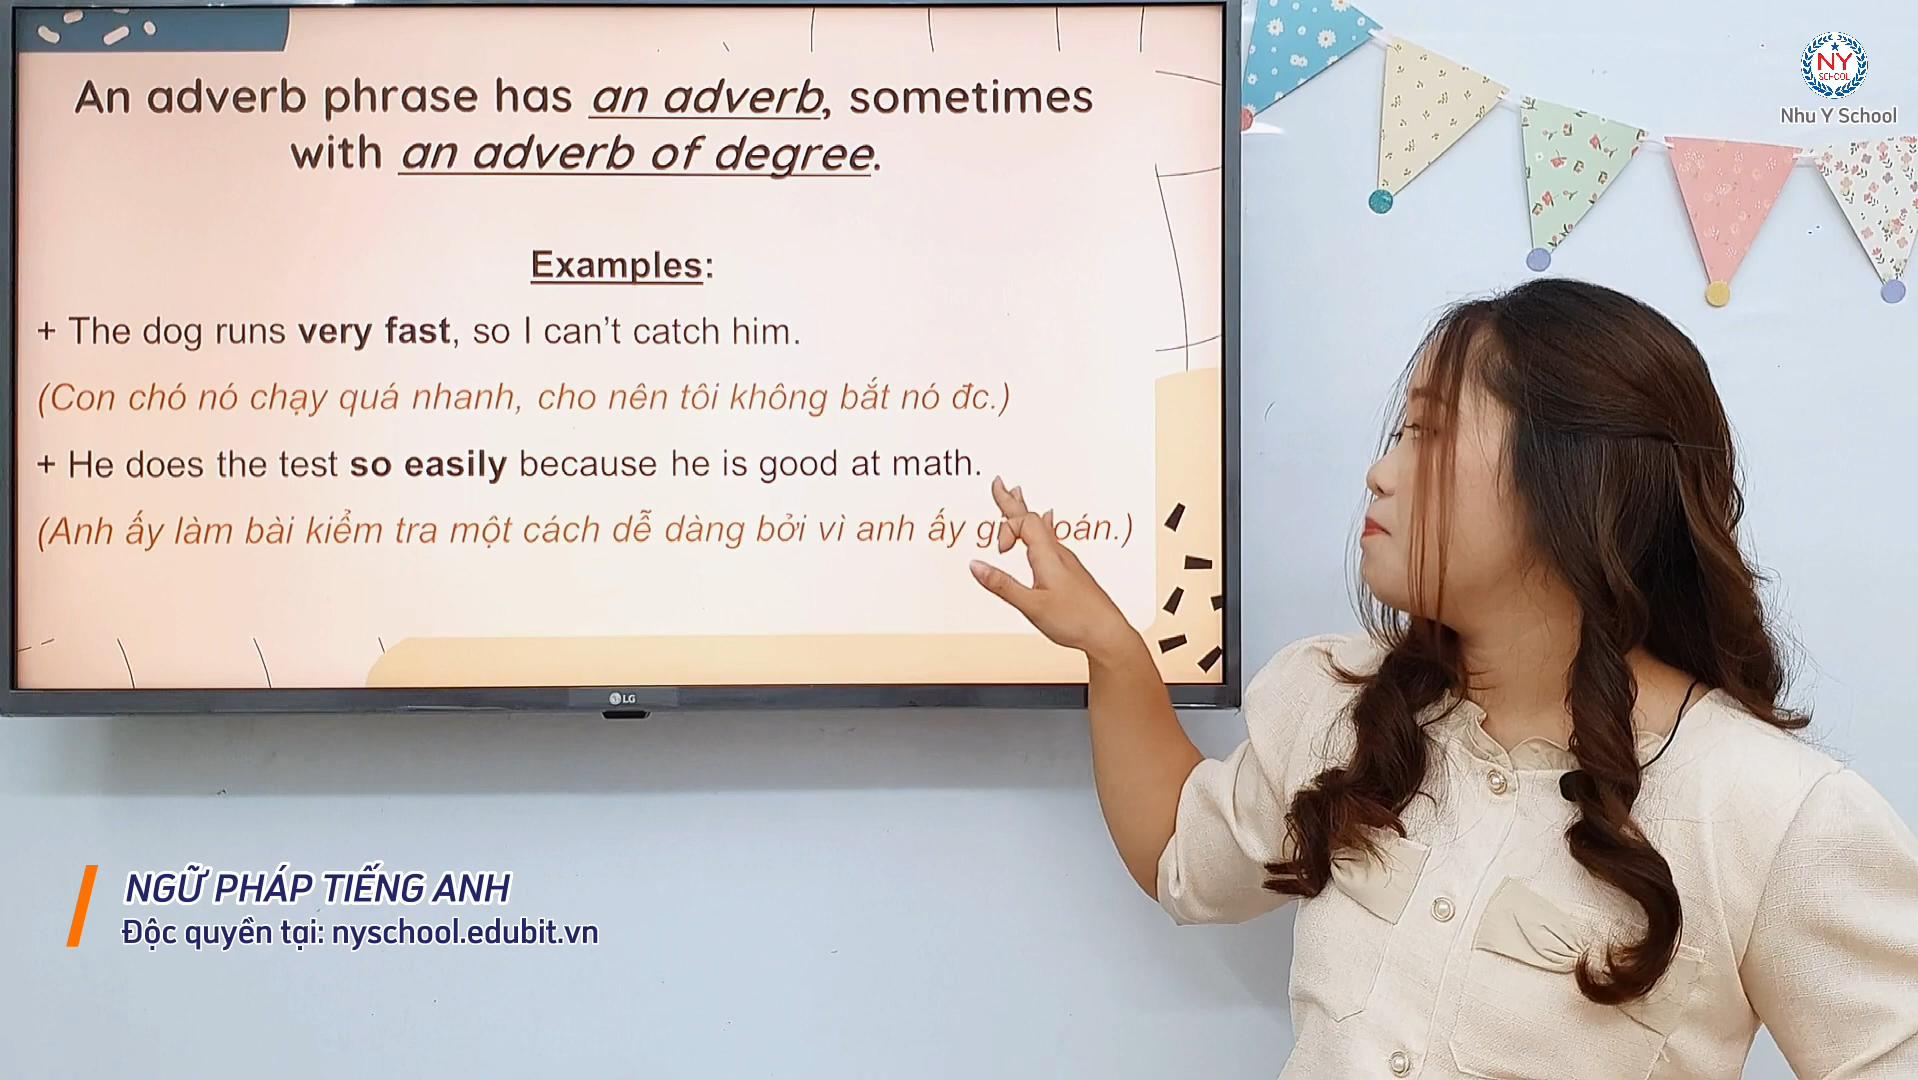 An adverb phrase has an adverb, sometimes
with an adverb of degree.
Examples:
+ The dog runs very fast, so I can't catch him.
(Con chó nó chạy quá nhanh, cho nên tôi không bắt nó đc.)
+ He does the test so easily because he is good at math.
(Anh ấy làm bài kiểm tra một cách dễ dàng bởi vì anh ấy
LG
NY
SCHOOL
Nhu Y School
NGỮ PHÁP TIẾNG ANH
Độc quyền tại: nyschool.edubit.vn